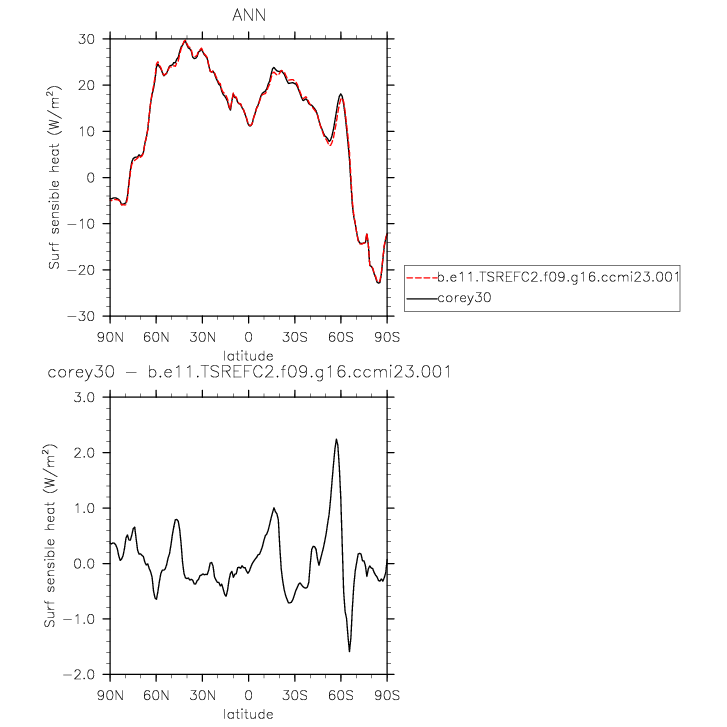 ANN
Surf sensible heat (W/m²)
30
20
10
0
−10
−20
−30
90N 60N 30N 0 30S 60S 90S
latitude
b.e11.TSREFC2.f09.g16.ccmi23.001
corey30
corey30 − b.e11.TSREFC2.f09.g16.ccmi23.001
Surf sensible heat (W/m²)
3.0
2.0
1.0
0.0
−1.0
−2.0
90N 60N 30N 0 30S 60S 90S
latitude